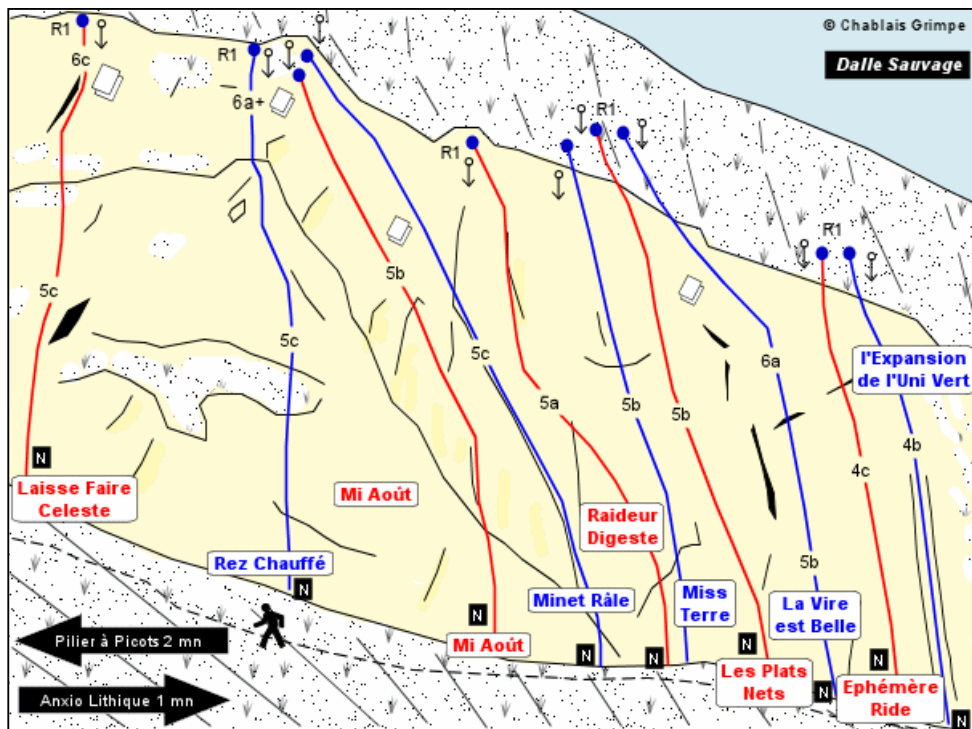 © Chablais Grimpe
Dalle Sauvage
R1
R1
6c
6a+
R1
R1
R1
5b
5c
5c
5c
6a
l'Expansion
de l'Uni Vert
5a
5b
5b
4b
4c
N
Laisse Faire
Celeste
Mi Août
Raideur
Digeste
Rez Chauffé
5b
N
Minet Râle
Miss
Terre
La Vire
est Belle
N
Pilier à Picots 2 mn
Mi Août
N
N
N
Les Plats
Nets
N
Ephémère
Ride
N
Anxio Lithique 1 mn
N
N